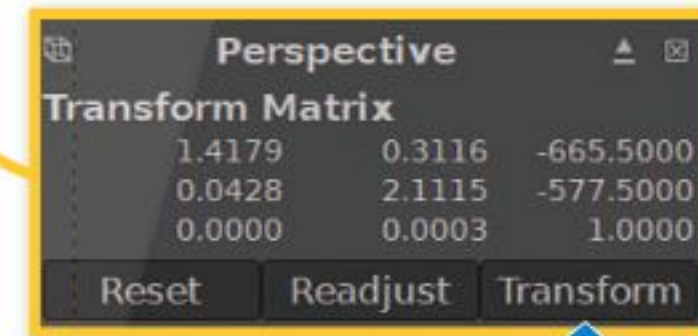 Perspective
Transform Matrix
1.4179 0.3116 -665.5000
0.0428 2.1115 -577.5000
0.0000 0.0003 1.0000
Reset Readjust Transform